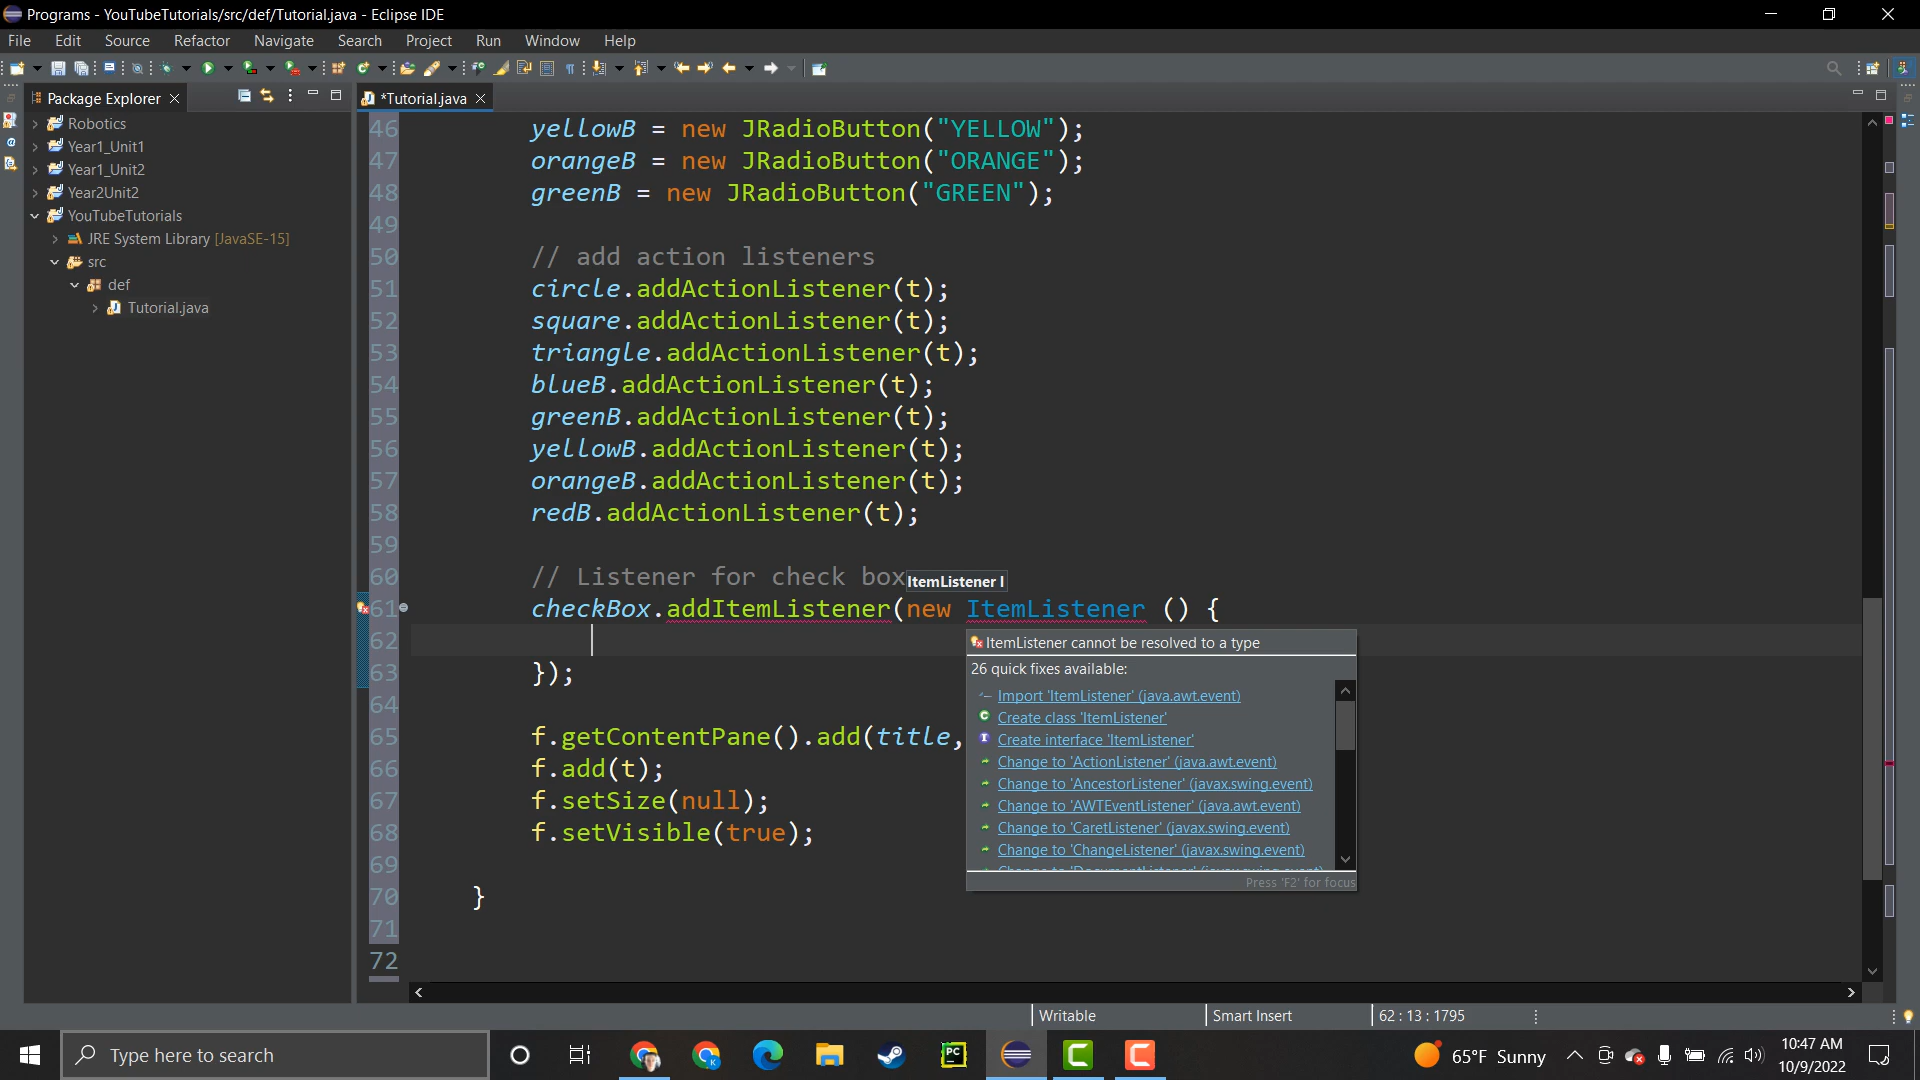 Programs - YouTubeTutorials/src/def/Tutorial.java - Eclipse IDE
File Edit Source Refactor Navigate Search Project Run Window Help
Package Explorer
*Tutorial.java
Robotics
Year1_Unit1
Year1_Unit2
Year2Unit2
YouTubeTutorials
JRE System Library [JavaSE-15]
src
def
Tutorial.java
46 yellowB = new JRadioButton("YELLOW");
47 orangeB = new JRadioButton("ORANGE");
48 greenB = new JRadioButton("GREEN");
49
50 // add action listeners
51 circle.addActionListener(t);
52 square.addActionListener(t);
53 triangle.addActionListener(t);
54 blueB.addActionListener(t);
55 greenB.addActionListener(t);
56 yellowB.addActionListener(t);
57 orangeB.addActionListener(t);
58 redB.addActionListener(t);
59
60 // Listener for check box
ItemListener l
61 checkBox.addItemListener(new ItemListener () {
62
63 });
64
65 f.getContentPane().add(title,
66 f.add(t);
67 f.setSize(null);
68 f.setVisible(true);
69
70 }
71
72
ItemListener cannot be resolved to a type
26 quick fixes available:
Import 'ItemListener' (java.awt.event)
Create class 'ItemListener'
Create interface 'ItemListener'
Change to 'ActionListener' (java.awt.event)
Change to 'AncestorListener' (javax.swing.event)
Change to 'AWTEventListener' (java.awt.event)
Change to 'CaretListener' (javax.swing.event)
Change to 'ChangeListener' (javax.swing.event)
Change to 'DocumentListener' (javax.swing.event)
Press 'F2' for focus
Writable Smart Insert 62 : 13 : 1795
Type here to search
PC
65°F Sunny
10:47 AM
10/9/2022